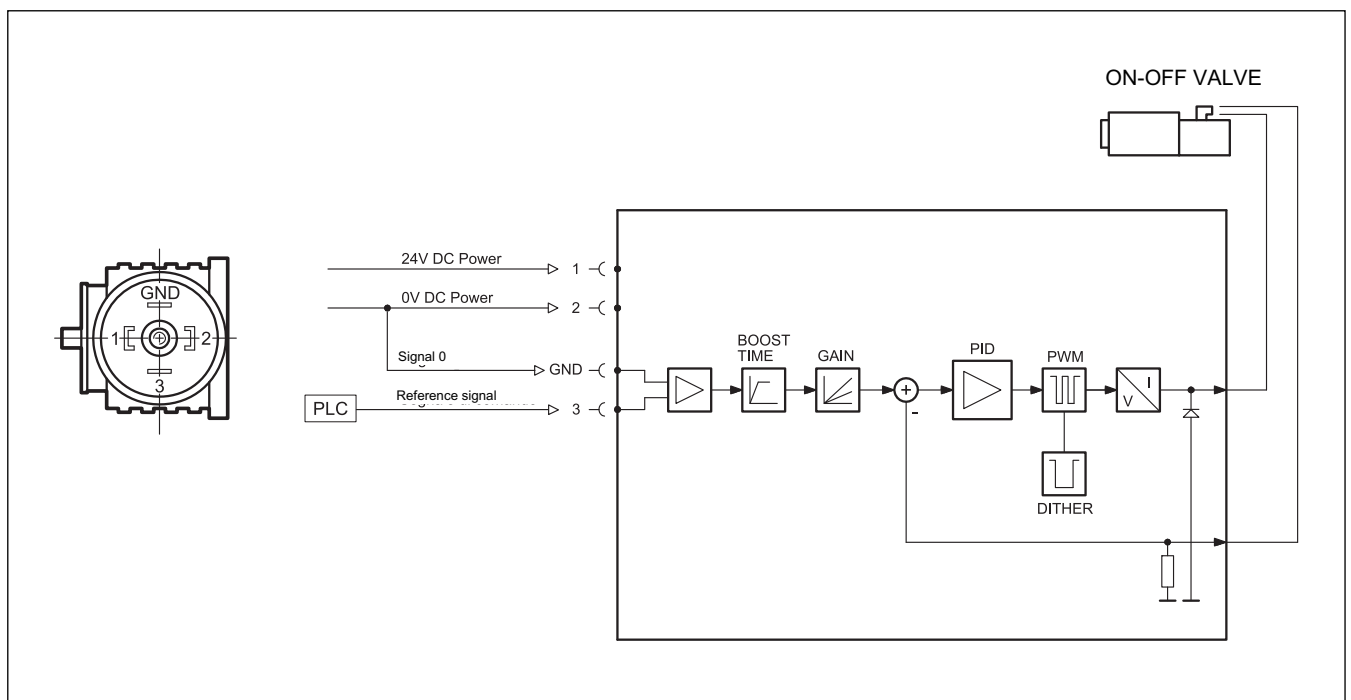 ON-OFF VALVE
24V DC Power
1
GND
0V DC Power
2
1
2
BOOST
TIME
GAIN
PID
PWM
Signal 0
GND
3
Reference signal
PLC
3
+
-
V
I
DITHER